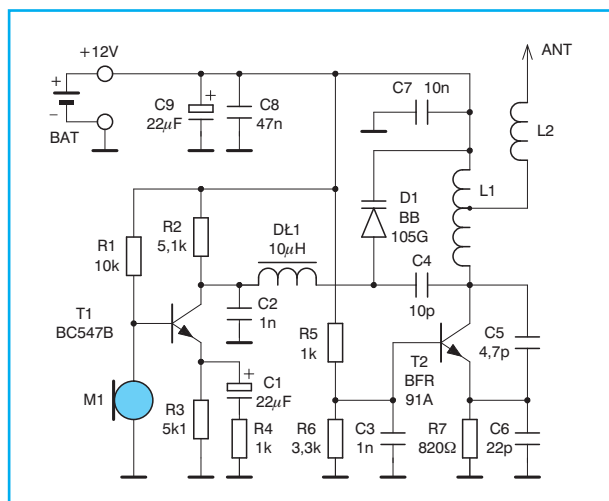 +12V
ANT
+
−
BAT
C9
22µF
+
C8
47n
C7
10n
L2
L1
D1
BB
105G
R1
10k
R2
5,1k
DŁ1
10µH
C4
10p
T1
BC547B
C2
1n
R5
1k
T2
BFR
91A
C5
4,7p
M1
R3
5k1
+
C1
22µF
R4
1k
R6
3,3k
C3
1n
R7
820Ω
C6
22p